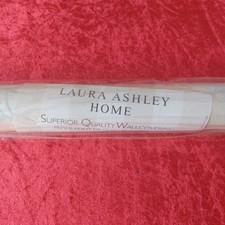 LAURA ASHLEY
HOME
SUPERIOR QUALITY WALLCOVERING